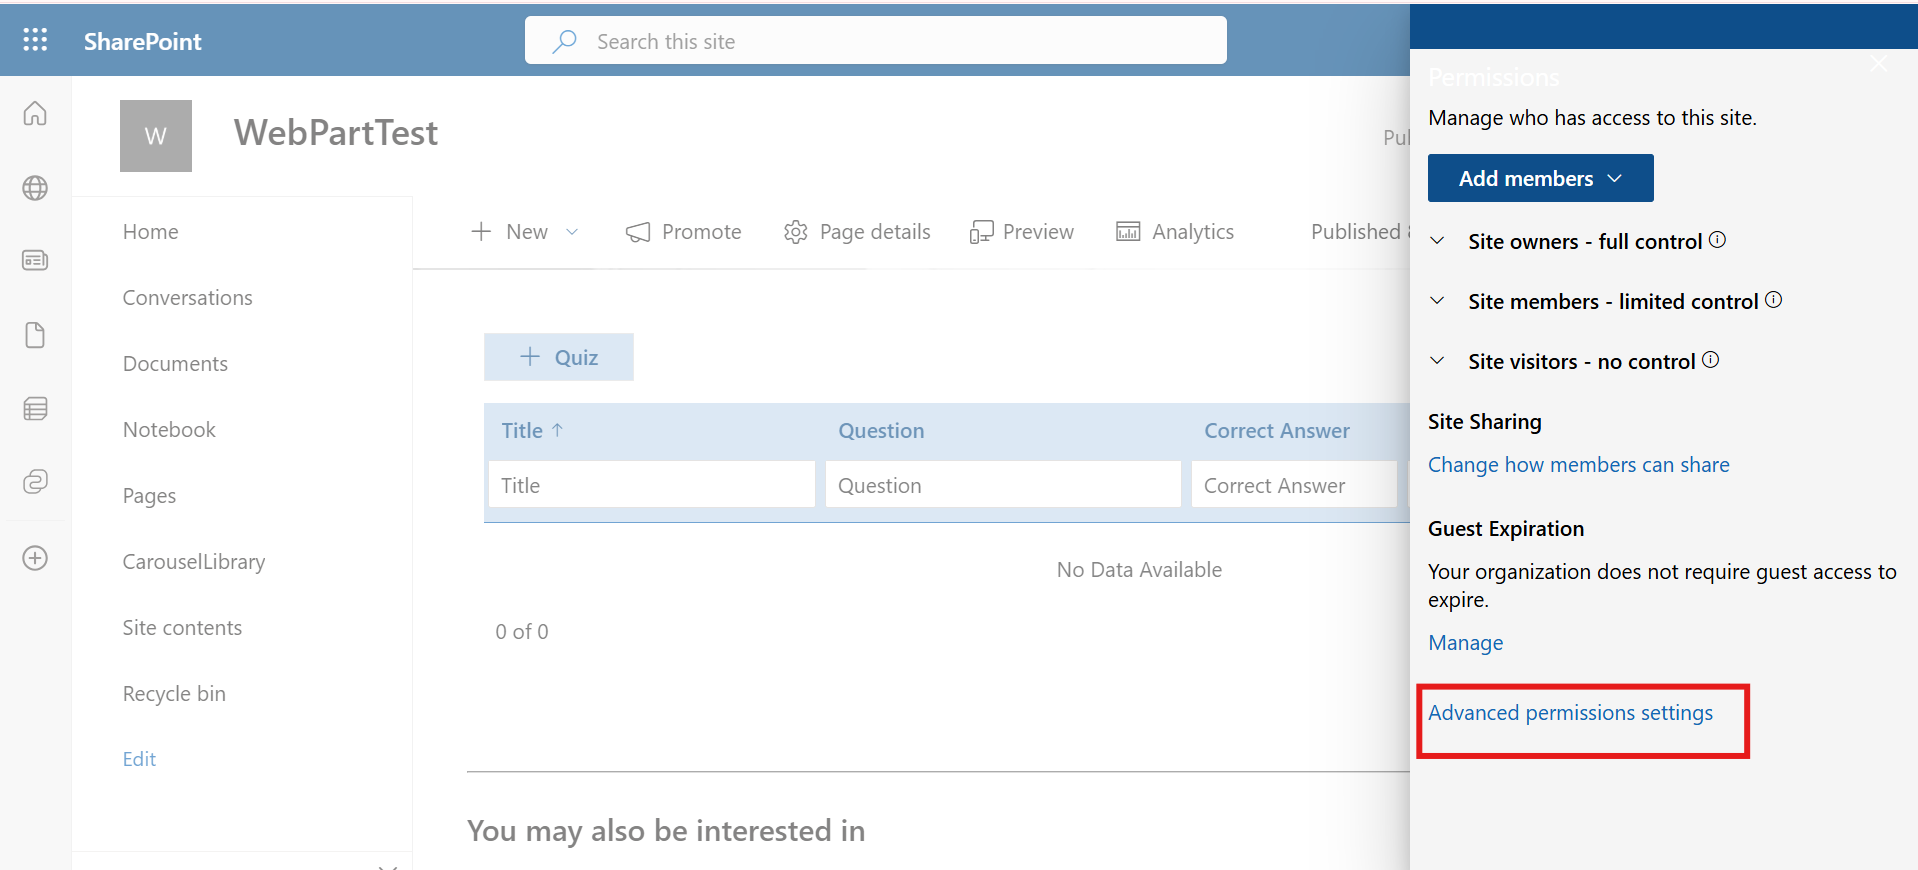 SharePoint
Search this site
W
WebPartTest
Home
Conversations
Documents
Notebook
Pages
CarouselLibrary
Site contents
Recycle bin
Edit
New
Promote
Page details
Preview
Analytics
Published
Quiz
Title ↑
Question
Correct Answer
Title
Question
Correct Answer
No Data Available
0 of 0
You may also be interested in
Permissions
Manage who has access to this site.
Add members
Site owners - full control
Site members - limited control
Site visitors - no control
Site Sharing
Change how members can share
Guest Expiration
Your organization does not require guest access to
expire.
Manage
Advanced permissions settings